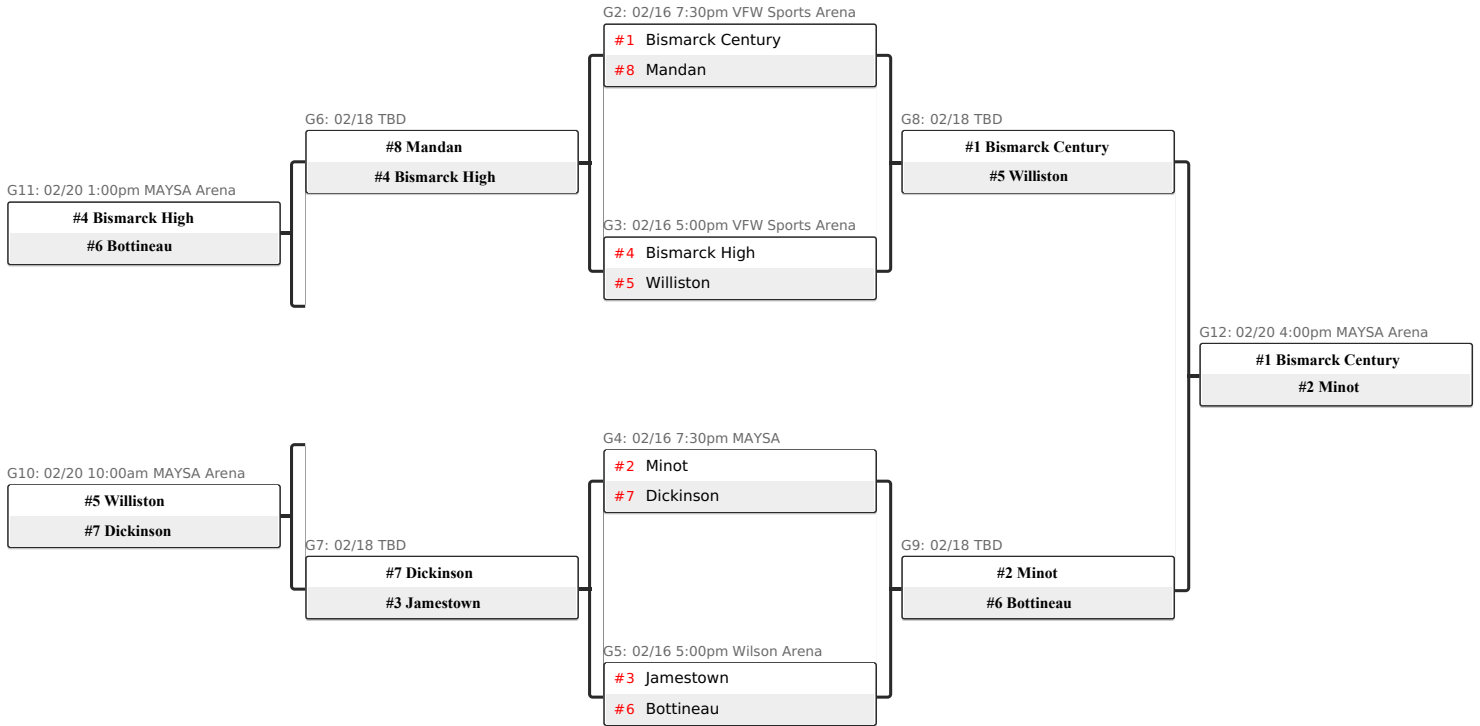 G2: 02/16 7:30pm VFW Sports Arena
#1 Bismarck Century
#8 Mandan
G6: 02/18 TBD
#8 Mandan
#4 Bismarck High
G8: 02/18 TBD
#1 Bismarck Century
#5 Williston
G11: 02/20 1:00pm MAYSA Arena
#4 Bismarck High
#6 Bottineau
G3: 02/16 5:00pm VFW Sports Arena
#4 Bismarck High
#5 Williston
G12: 02/20 4:00pm MAYSA Arena
#1 Bismarck Century
#2 Minot
G4: 02/16 7:30pm MAYSA
#2 Minot
#7 Dickinson
G10: 02/20 10:00am MAYSA Arena
#5 Williston
#7 Dickinson
G7: 02/18 TBD
#7 Dickinson
#3 Jamestown
G9: 02/18 TBD
#2 Minot
#6 Bottineau
G5: 02/16 5:00pm Wilson Arena
#3 Jamestown
#6 Bottineau